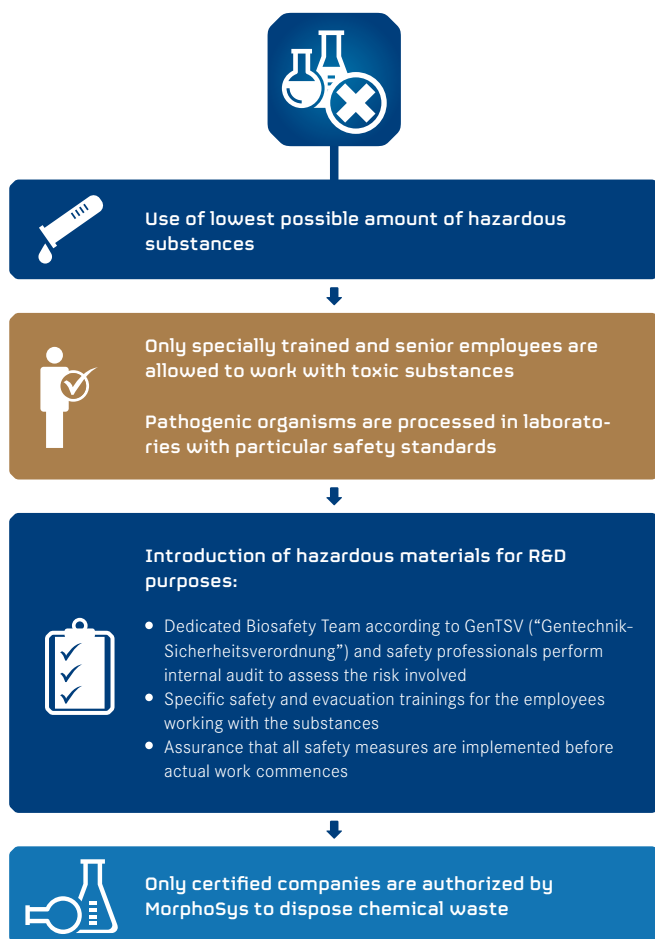 Use of lowest possible amount of hazardous
substances
Only specially trained and senior employees are
allowed to work with toxic substances
Pathogenic organisms are processed in laborato-
ries with particular safety standards
Introduction of hazardous materials for R&D
purposes:
• Dedicated Biosafety Team according to GenTSV (“Gentechnik-
Sicherheitsverordnung”) and safety professionals perform
internal audit to assess the risk involved
• Specific safety and evacuation trainings for the employees
working with the substances
• Assurance that all safety measures are implemented before
actual work commences
Only certified companies are authorized by
MorphoSys to dispose chemical waste